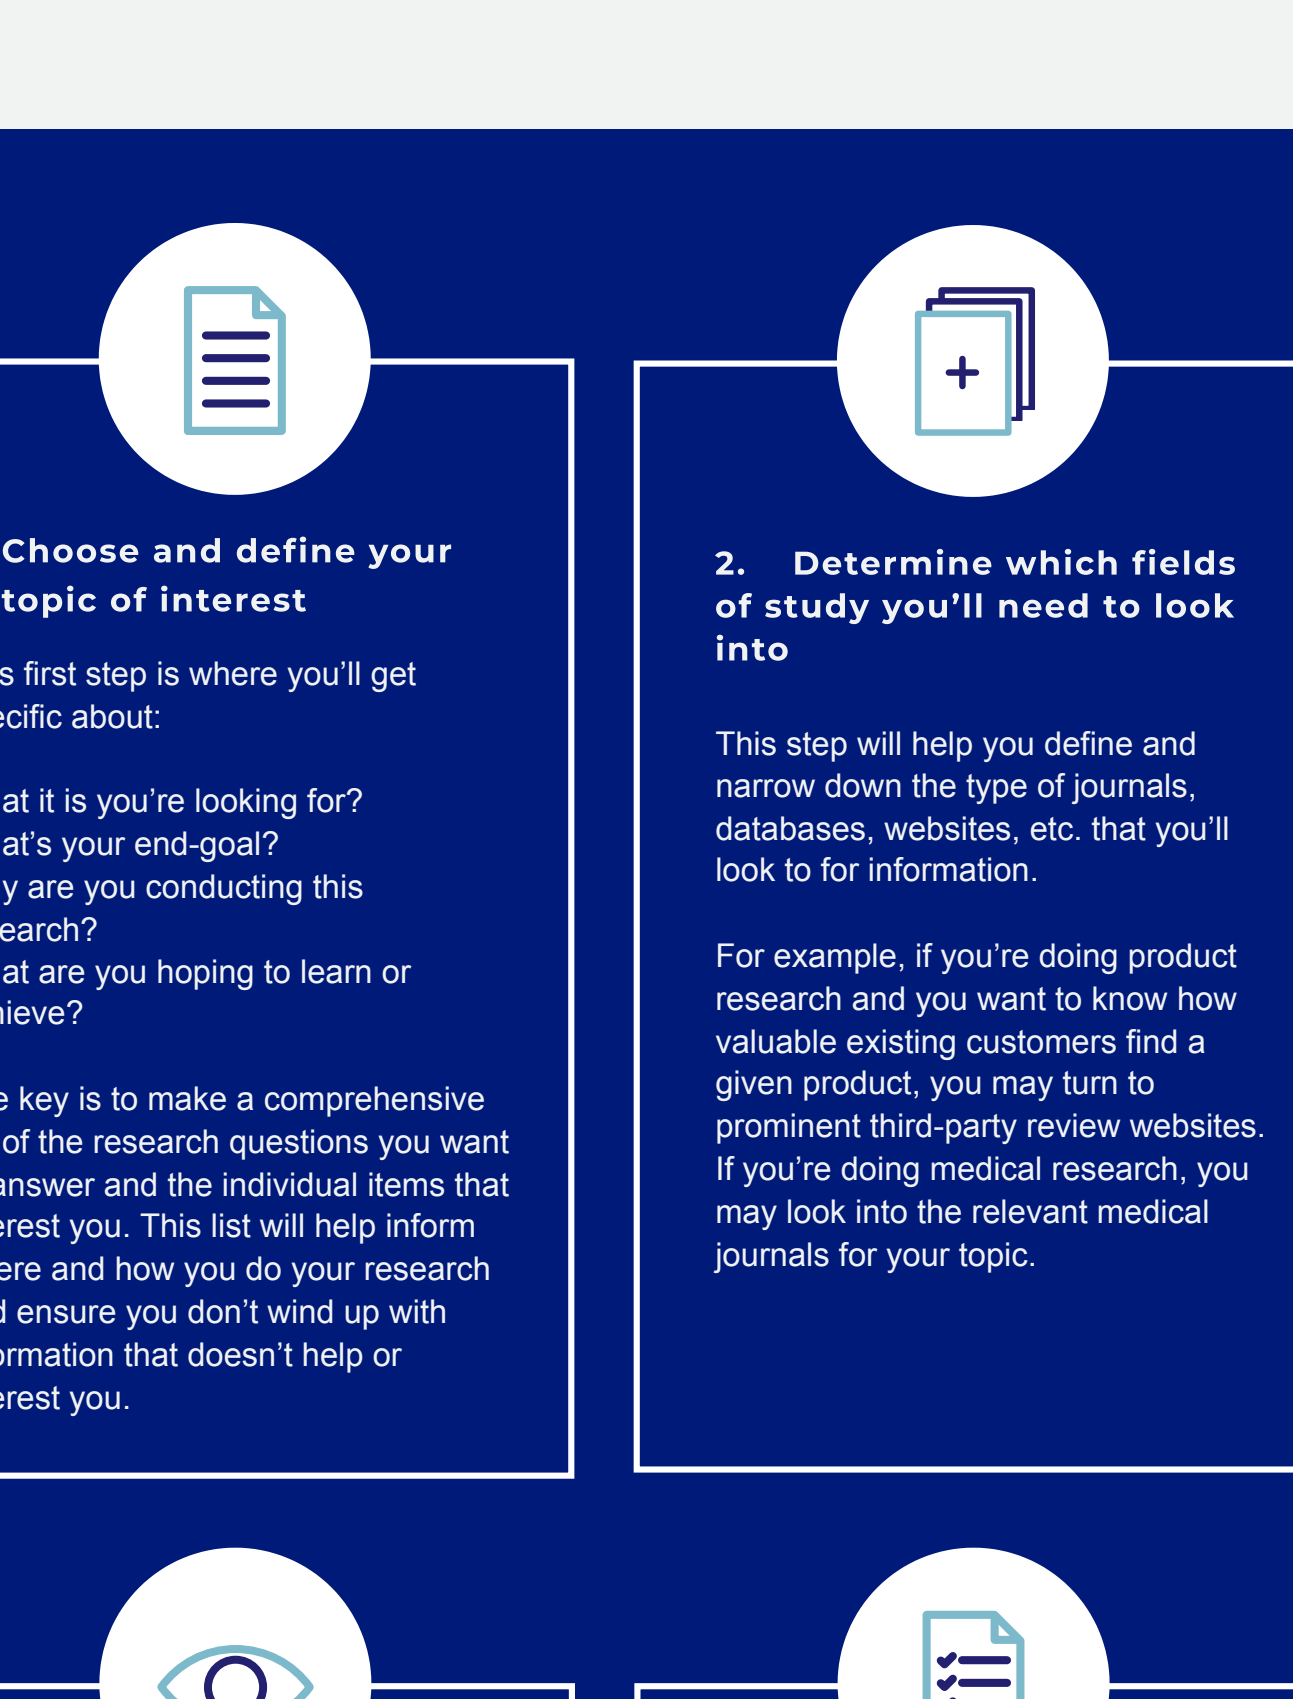 Choose and define your
topic of interest
s first step is where you’ll get
ecific about:
at it is you’re looking for?
at’s your end-goal?
y are you conducting this
earch?
at are you hoping to learn or
ieve?
e key is to make a comprehensive
of the research questions you want
answer and the individual items that
erest you. This list will help inform
ere and how you do your research
d ensure you don’t wind up with
ormation that doesn’t help or
erest you.
2. Determine which fields
of study you’ll need to look
into
This step will help you define and
narrow down the type of journals,
databases, websites, etc. that you’ll
look to for information.
For example, if you’re doing product
research and you want to know how
valuable existing customers find a
given product, you may turn to
prominent third-party review websites.
If you’re doing medical research, you
may look into the relevant medical
journals for your topic.